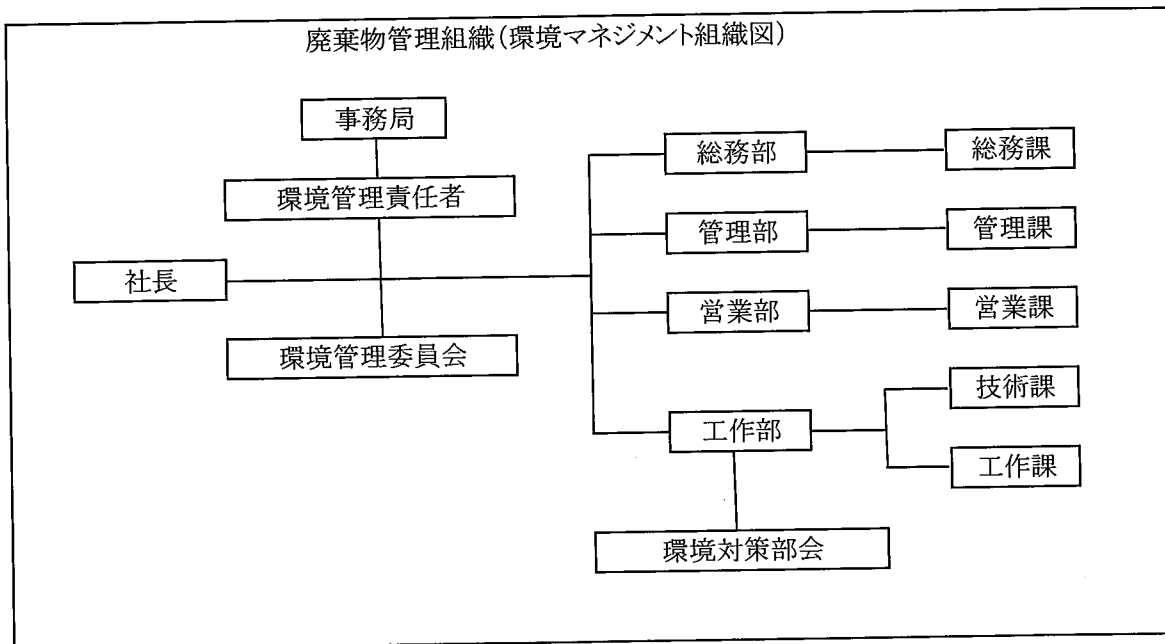 廃棄物管理組織(環境マネジメント組織図)
事務局
環境管理責任者
社長
環境管理委員会
総務部
総務課
管理部
管理課
営業部
営業課
工作部
技術課
工作課
環境対策部会